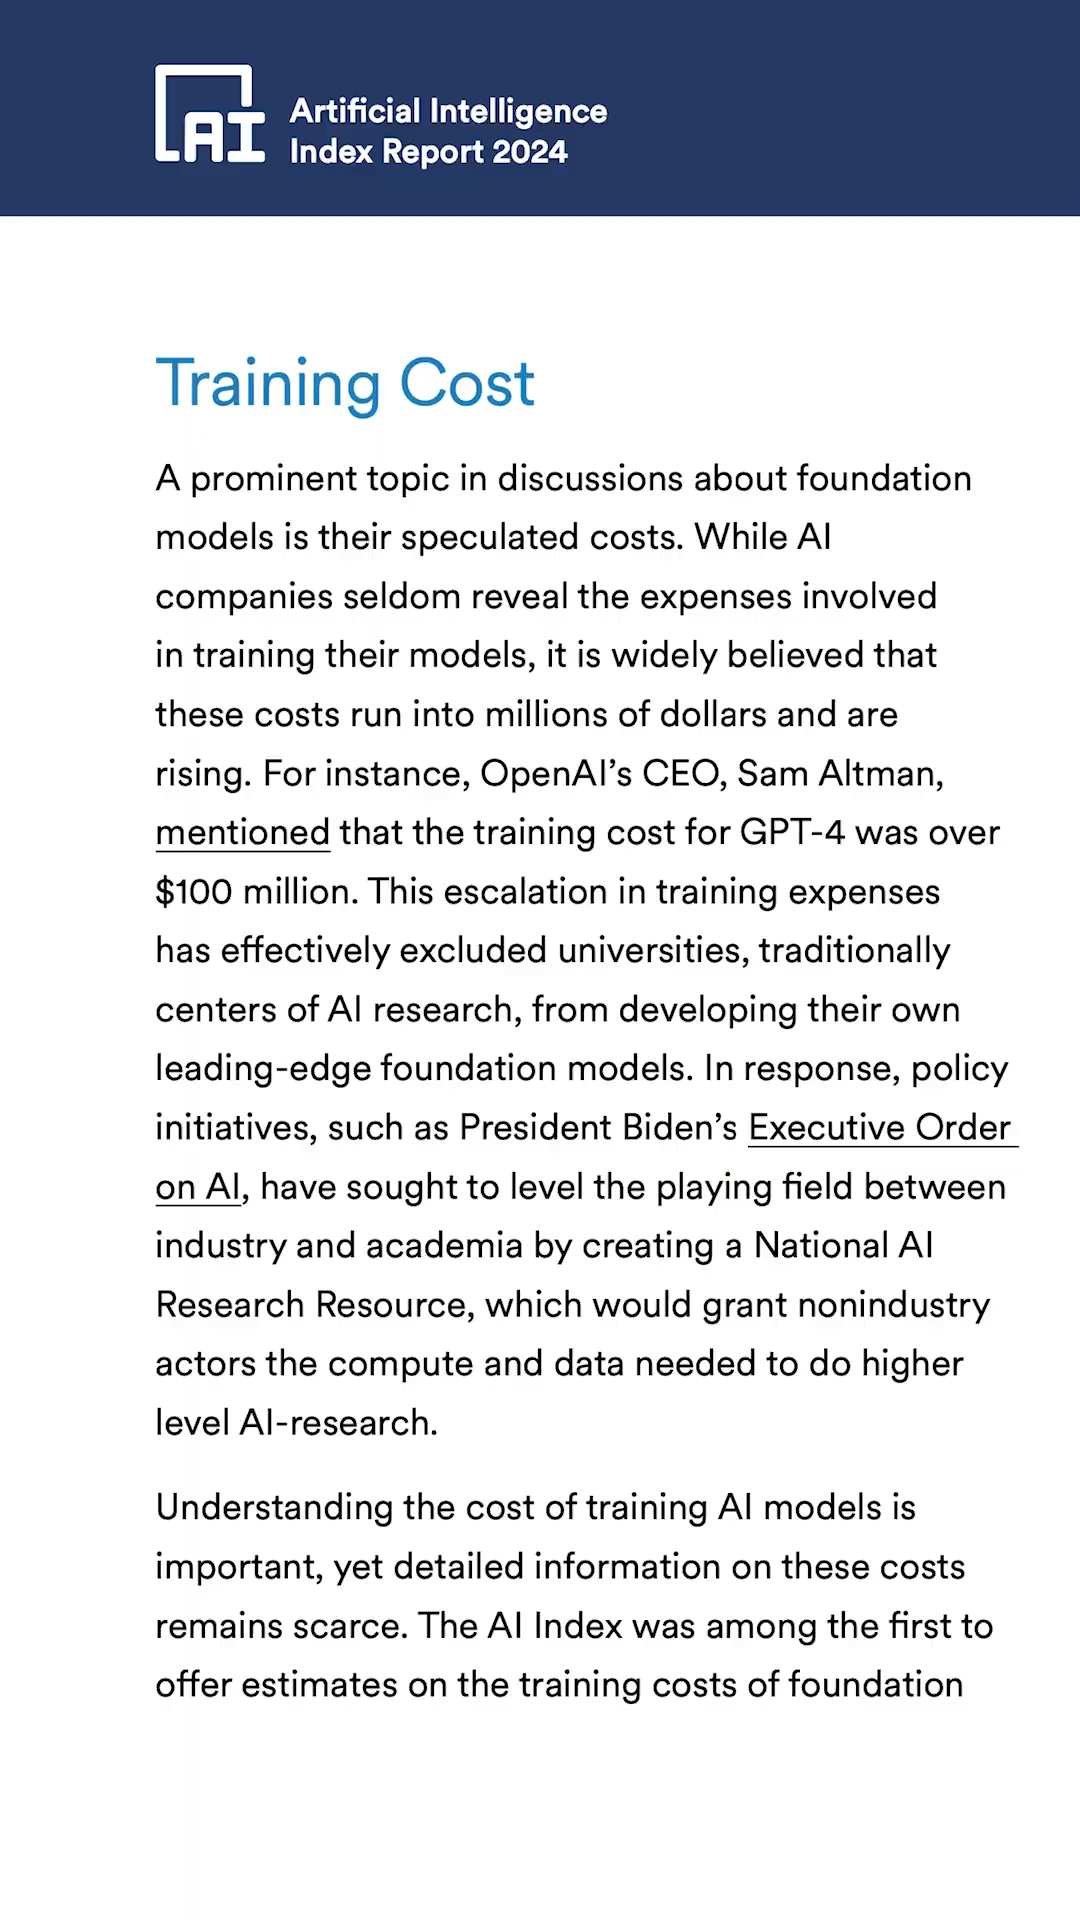 AI
Artificial Intelligence
Index Report 2024
Training Cost
A prominent topic in discussions about foundation
models is their speculated costs. While AI
companies seldom reveal the expenses involved
in training their models, it is widely believed that
these costs run into millions of dollars and are
rising. For instance, OpenAI’s CEO, Sam Altman,
mentioned that the training cost for GPT-4 was over
$100 million. This escalation in training expenses
has effectively excluded universities, traditionally
centers of AI research, from developing their own
leading-edge foundation models. In response, policy
initiatives, such as President Biden’s Executive Order
on AI, have sought to level the playing field between
industry and academia by creating a National AI
Research Resource, which would grant nonindustry
actors the compute and data needed to do higher
level AI-research.
Understanding the cost of training AI models is
important, yet detailed information on these costs
remains scarce. The AI Index was among the first to
offer estimates on the training costs of foundation